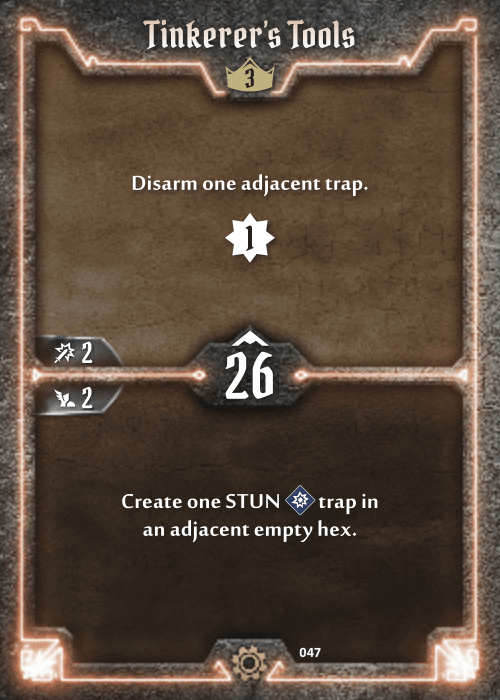 Tinkerer's Tools
3
Disarm one adjacent trap.
1
2
26
2
Create one STUN trap in
an adjacent empty hex.
047